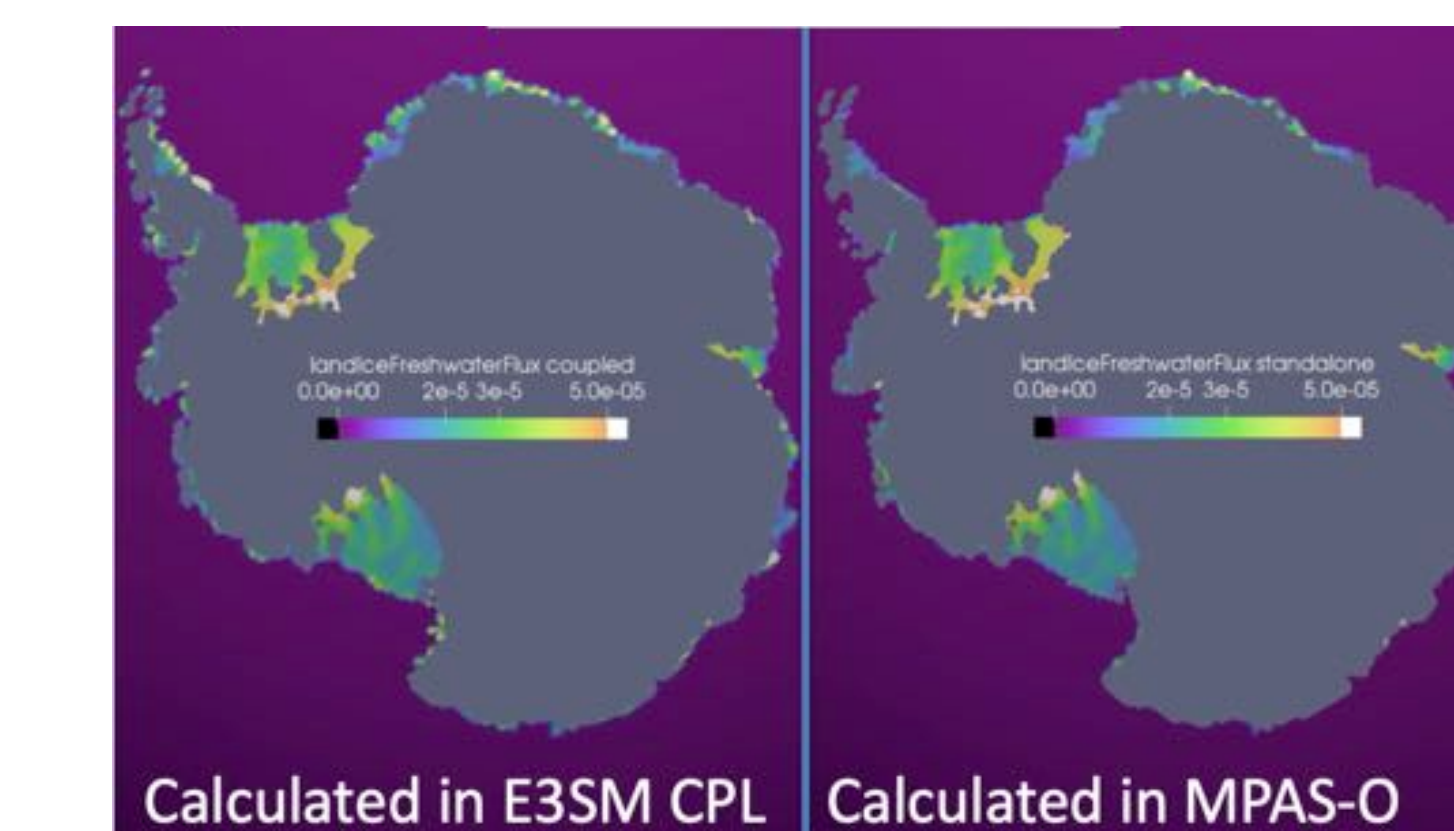 landIceFreshwaterFlux coupled
0.0e+00 2e-5 3e-5 5.0e-05
landIceFreshwaterFlux standalone
0.0e+00 2e-5 3e-5 5.0e-05
Calculated in E3SM CPL
Calculated in MPAS-O